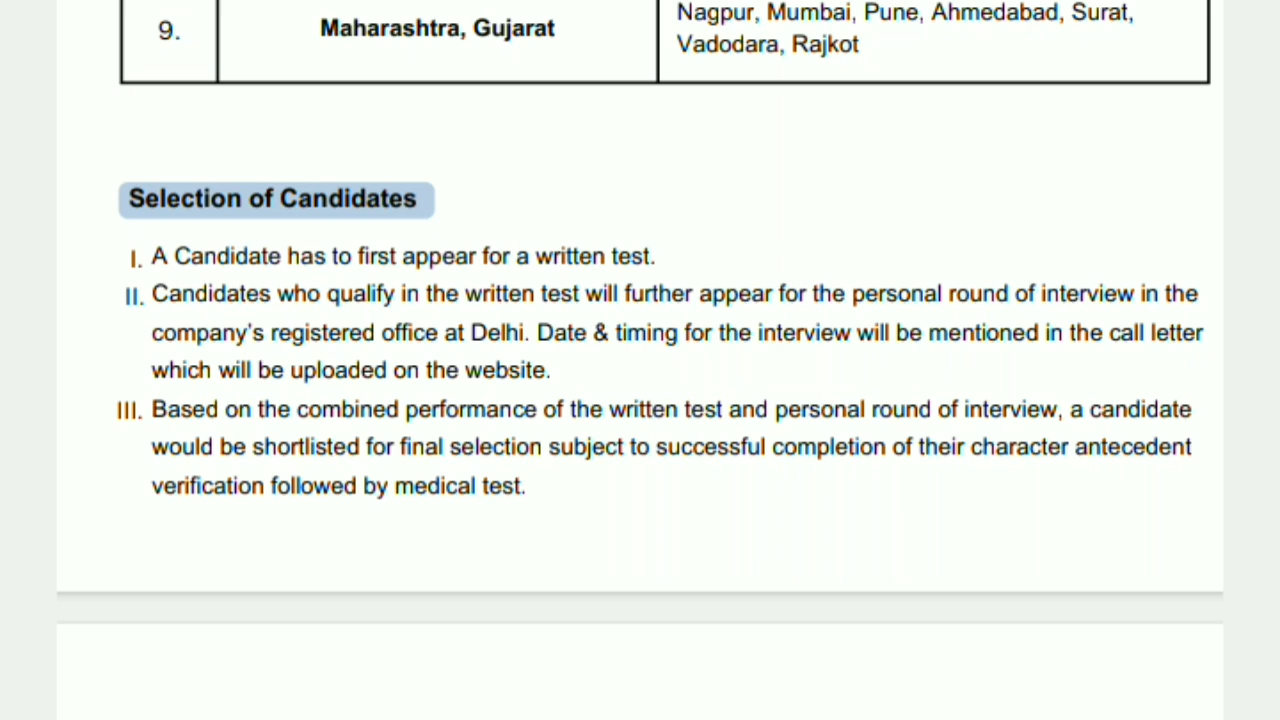 Nagpur, Mumbai, Pune, Ahmedabad, Surat,
9. Maharashtra, Gujarat
Vadodara, Rajkot
Selection of Candidates
I. A Candidate has to first appear for a written test.
II. Candidates who qualify in the written test will further appear for the personal round of interview in the
company's registered office at Delhi. Date & timing for the interview will be mentioned in the call letter
which will be uploaded on the website.
III. Based on the combined performance of the written test and personal round of interview, a candidate
would be shortlisted for final selection subject to successful completion of their character antecedent
verification followed by medical test.